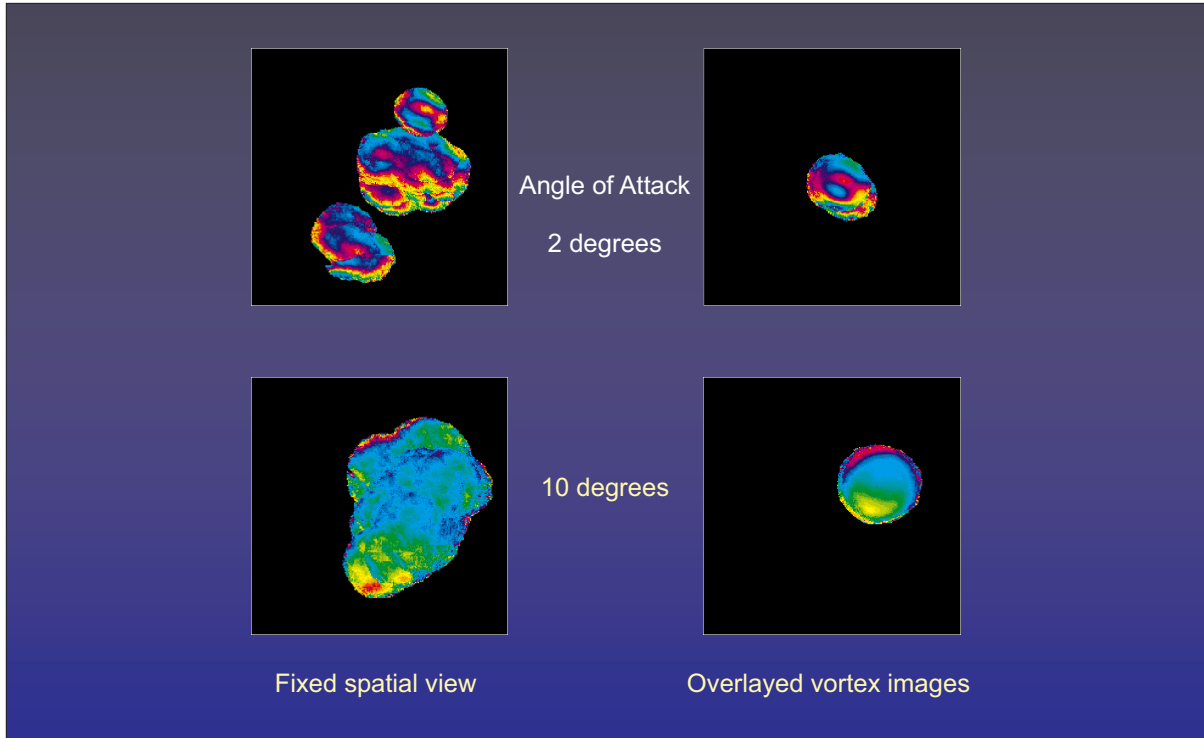 Angle of Attack
2 degrees
10 degrees
Fixed spatial view
Overlayed vortex images